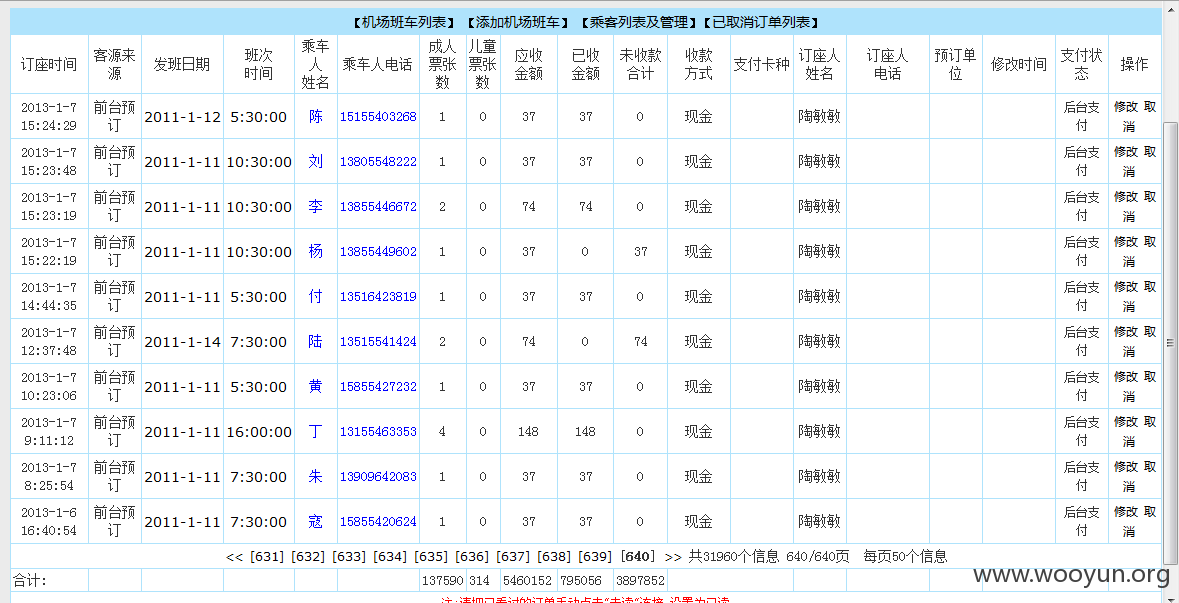 【机场班车列表】 【添加机场班车】 【乘客列表及管理】【已取消订单列表】
订座时间 客源来源 发班日期 班次时间 乘车人姓名 乘车人电话 成人票张数 儿童票张数 应收金额 已收金额 未收款合计 收款方式 支付卡种 订座人姓名 订座人电话 预订单位 修改时间 支付状态 操作
2013-1-7 15:24:29 前台预订 2011-1-12 5:30:00 陈 15155403268 1 0 37 37 0 现金 陶敏敏 后台支付 修改 取消
2013-1-7 15:23:48 前台预订 2011-1-11 10:30:00 刘 13805548222 1 0 37 37 0 现金 陶敏敏 后台支付 修改 取消
2013-1-7 15:23:19 前台预订 2011-1-11 10:30:00 李 13855446672 2 0 74 74 0 现金 陶敏敏 后台支付 修改 取消
2013-1-7 15:22:19 前台预订 2011-1-11 10:30:00 杨 13855449602 1 0 37 0 37 现金 陶敏敏 后台支付 修改 取消
2013-1-7 14:44:35 前台预订 2011-1-11 5:30:00 付 13516423819 1 0 37 37 0 现金 陶敏敏 后台支付 修改 取消
2013-1-7 12:37:48 前台预订 2011-1-14 7:30:00 陆 13515541424 2 0 74 0 74 现金 陶敏敏 后台支付 修改 取消
2013-1-7 10:23:06 前台预订 2011-1-11 5:30:00 黄 15855427232 1 0 37 37 0 现金 陶敏敏 后台支付 修改 取消
2013-1-7 9:11:12 前台预订 2011-1-11 16:00:00 丁 13155463353 4 0 148 148 0 现金 陶敏敏 后台支付 修改 取消
2013-1-7 8:25:54 前台预订 2011-1-11 7:30:00 朱 13909642083 1 0 37 37 0 现金 陶敏敏 后台支付 修改 取消
2013-1-6 16:40:54 前台预订 2011-1-11 7:30:00 寇 15855420624 1 0 37 37 0 现金 陶敏敏 后台支付 修改 取消
<< [631] [632] [633] [634] [635] [636] [637] [638] [639] [640] >> 共31960个信息 640/640页 每页50个信息
合计: 137590 314 5460152 795056 3897852
www.wooyun.org
注:请把已看过的订单手动点击“未读”连接 设置为已读